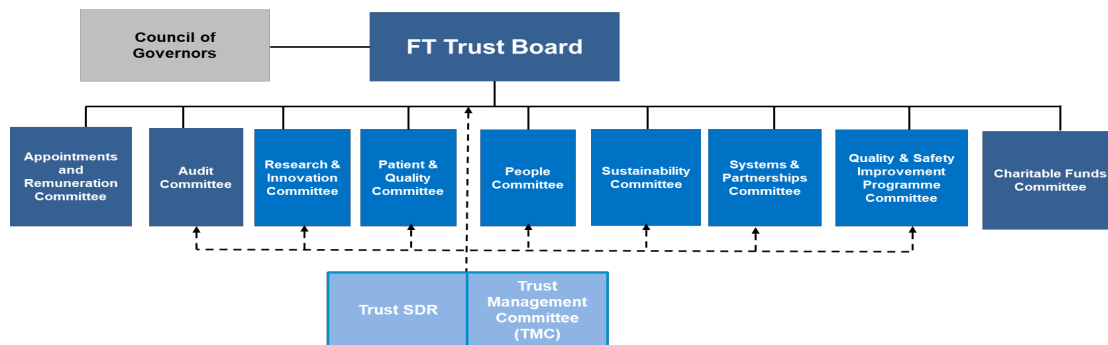 Council of
Governors
FT Trust Board
Appointments
and
Remuneration
Committee
Audit
Committee
Research &
Innovation
Committee
Patient &
Quality
Committee
People
Committee
Sustainability
Committee
Systems &
Partnerships
Committee
Quality & Safety
Improvement
Programme
Committee
Charitable Funds
Committee
Trust SDR
Trust
Management
Committee
(TMC)